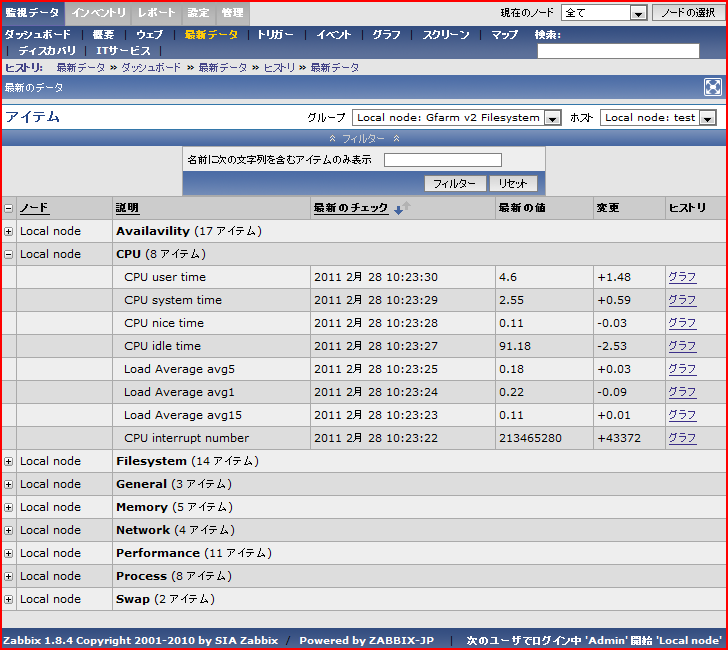 監視データ インベントリ レポート 設定 管理 現在のノード 全て ノードの選択
ダッシュボード | 概要 | ウェブ | 最新データ | トリガー | イベント | グラフ | スクリーン | マップ 検索:
| ディスカバリ | ITサービス |
ヒストリ: 最新データ » ダッシュボード » 最新データ » ヒストリ » 最新データ
最新のデータ
アイテム グループ Local node: Gfarm v2 Filesystem ホスト Local node: test
フィルター
名前に次の文字列を含むアイテムのみ表示
フィルター リセット
ノード 説明 最新のチェック 最新の値 変更 ヒストリ
Local node Availavility (17 アイテム)
Local node CPU (8 アイテム)
CPU user time 2011 2月 28 10:23:30 4.6 +1.48 グラフ
CPU system time 2011 2月 28 10:23:29 2.55 +0.59 グラフ
CPU nice time 2011 2月 28 10:23:28 0.11 -0.03 グラフ
CPU idle time 2011 2月 28 10:23:27 91.18 -2.53 グラフ
Load Average avg5 2011 2月 28 10:23:25 0.18 +0.03 グラフ
Load Average avg1 2011 2月 28 10:23:24 0.22 -0.09 グラフ
Load Average avg15 2011 2月 28 10:23:23 0.11 +0.01 グラフ
CPU interrupt number 2011 2月 28 10:23:22 213465280 +43372 グラフ
Local node Filesystem (14 アイテム)
Local node General (3 アイテム)
Local node Memory (5 アイテム)
Local node Network (4 アイテム)
Local node Performance (11 アイテム)
Local node Process (8 アイテム)
Local node Swap (2 アイテム)
Zabbix 1.8.4 Copyright 2001-2010 by SIA Zabbix / Powered by ZABBIX-JP | 次のユーザでログイン中 'Admin' 開始 'Local node'